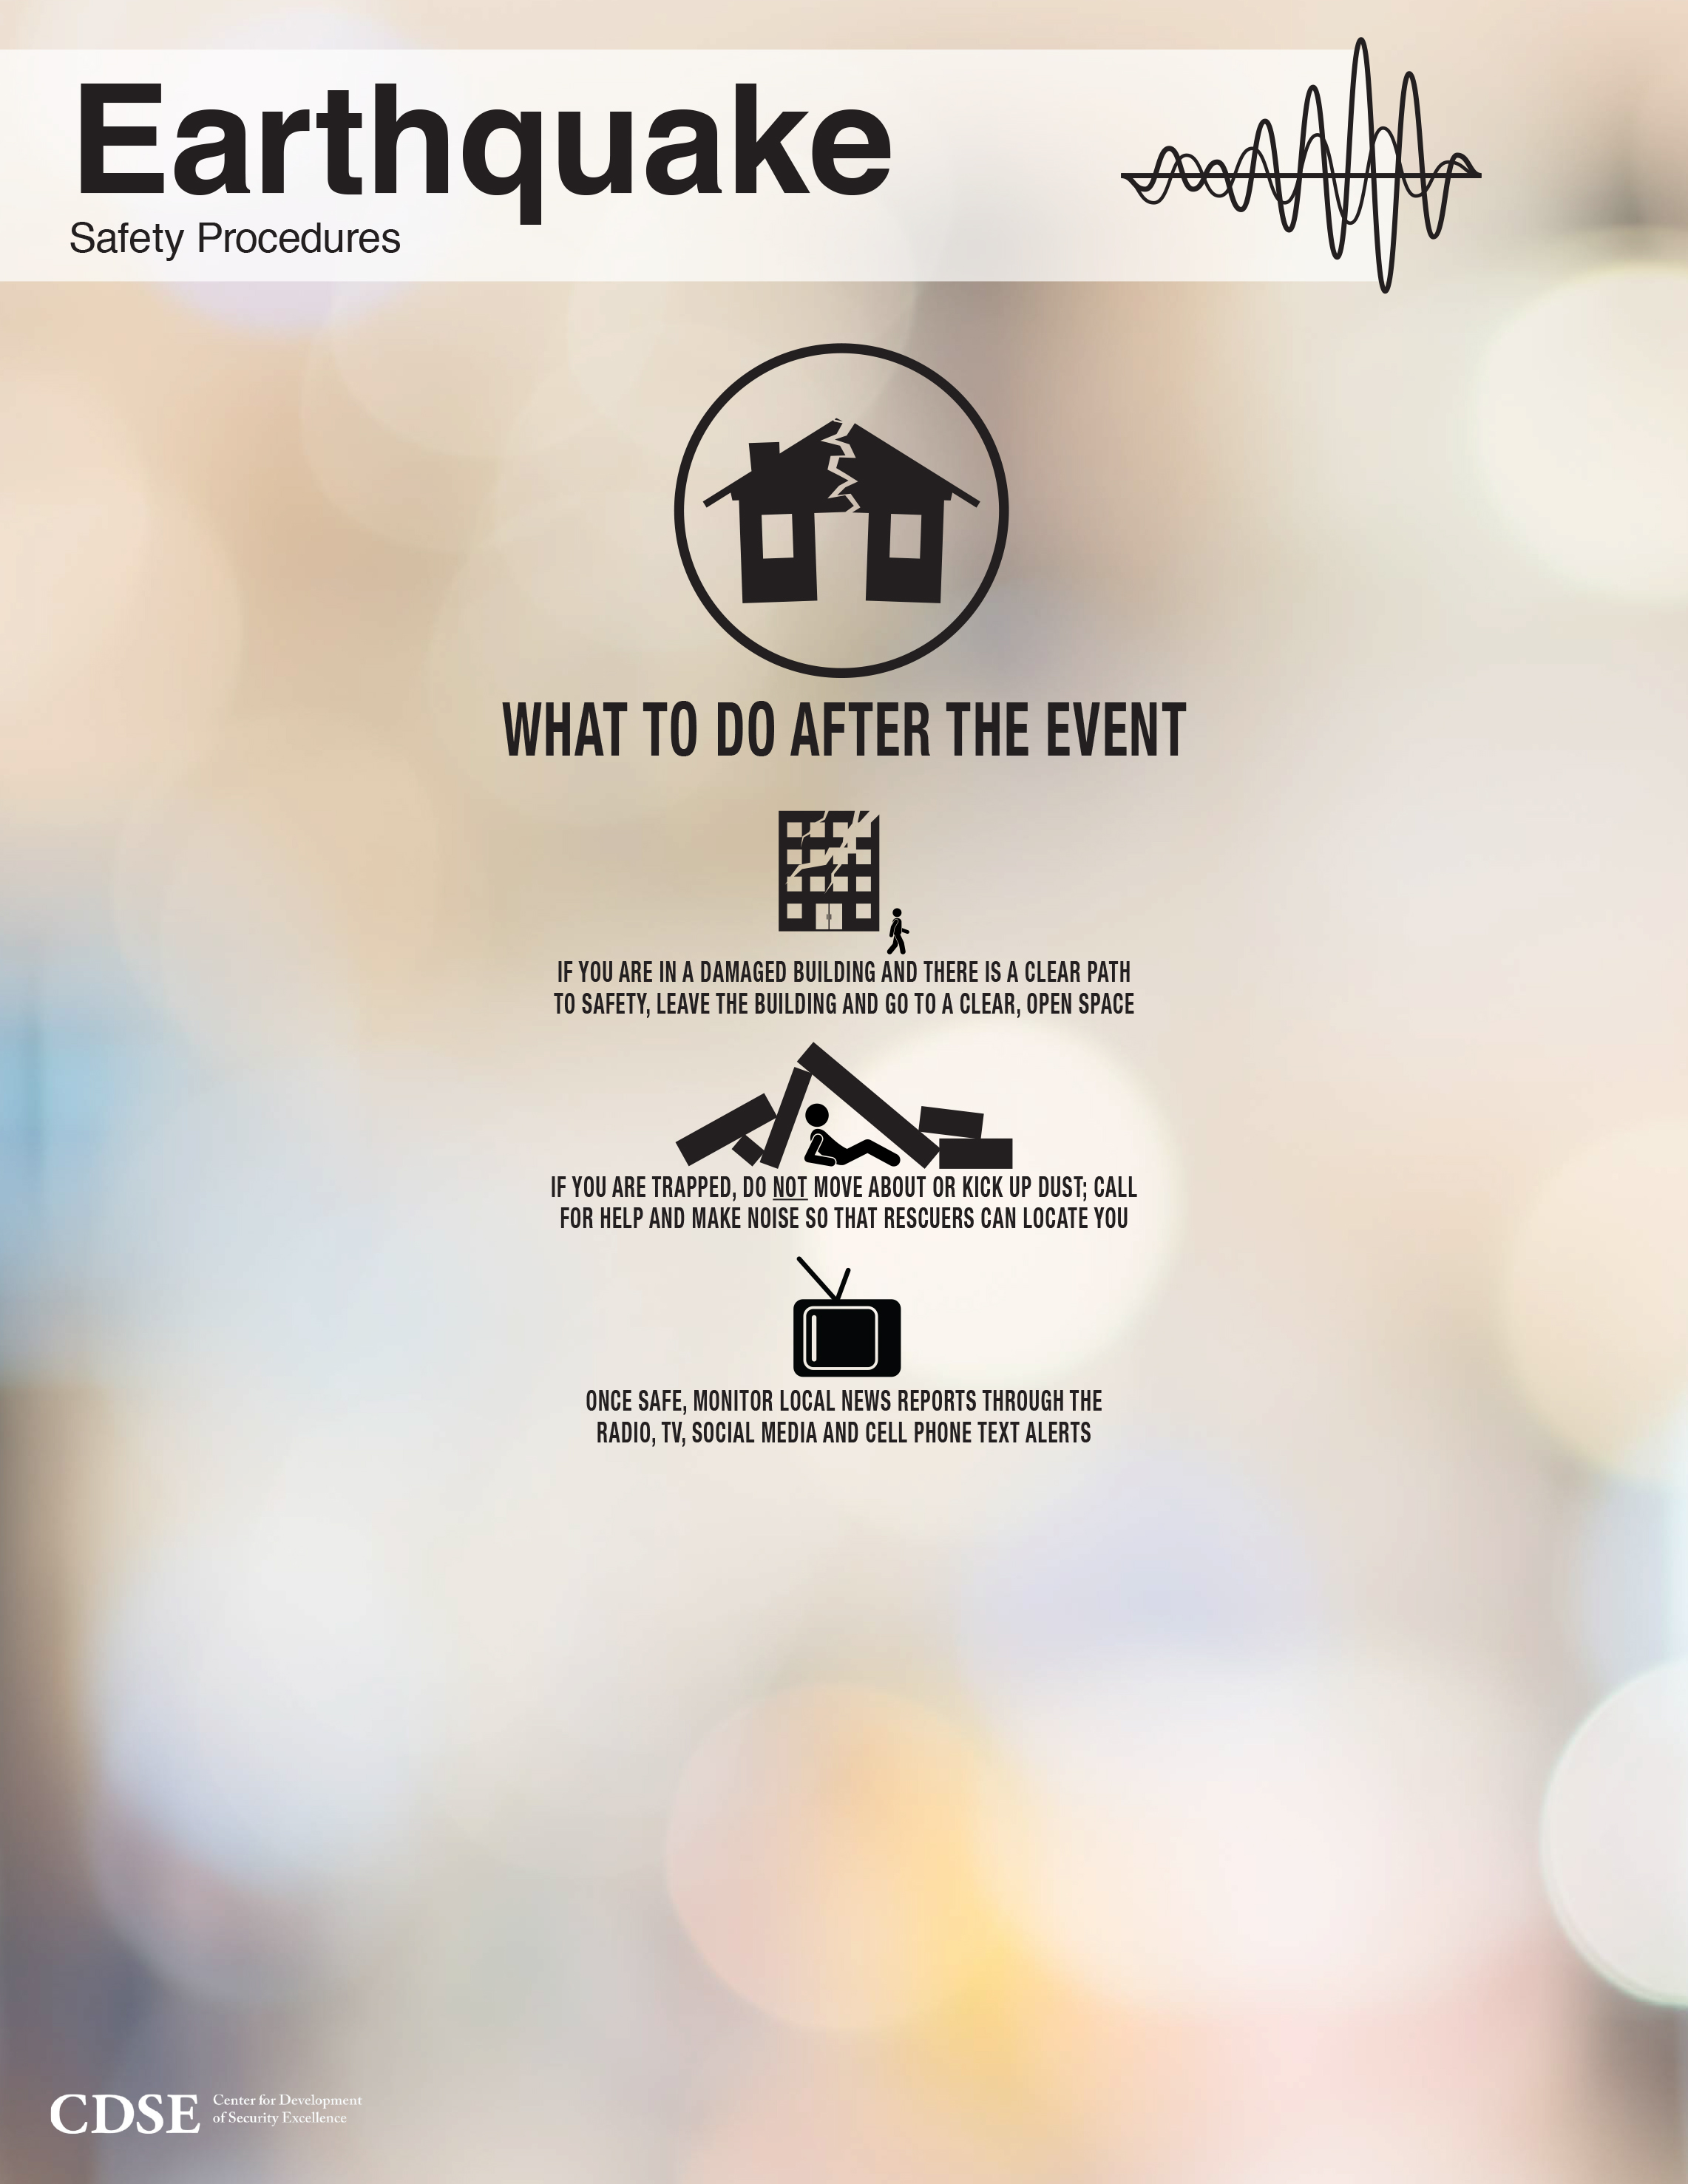 Earthquake
Safety Procedures
WHAT TO DO AFTER THE EVENT
IF YOU ARE IN A DAMAGED BUILDING AND THERE IS A CLEAR PATH
TO SAFETY, LEAVE THE BUILDING AND GO TO A CLEAR, OPEN SPACE
IF YOU ARE TRAPPED, DO NOT MOVE ABOUT OR KICK UP DUST; CALL
FOR HELP AND MAKE NOISE SO THAT RESCUERS CAN LOCATE YOU
ONCE SAFE, MONITOR LOCAL NEWS REPORTS THROUGH THE
RADIO, TV, SOCIAL MEDIA AND CELL PHONE TEXT ALERTS
CDSE
Center for Development
of Security Excellence